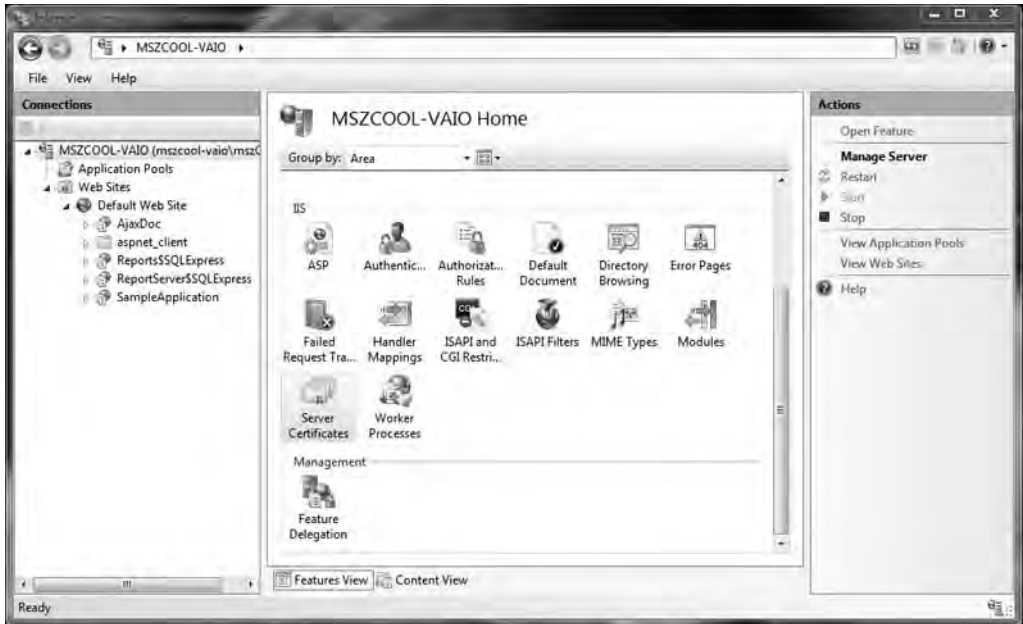 MSZCOOL-VAIO
File View Help
Connections
MSZCOOL-VAIO (mszcool-vaio\msz
Application Pools
Web Sites
Default Web Site
AjaxDoc
aspnet_client
Reports$SQLExpress
ReportServer$SQLExpress
SampleApplication
MSZCOOL-VAIO Home
Group by: Area
IIS
ASP
Authentic...
Authorizat... Rules
Default Document
Directory Browsing
Error Pages
Failed Request Tra...
Handler Mappings
ISAPI and CGI Restri...
ISAPI Filters
MIME Types
Modules
Server Certificates
Worker Processes
Management
Feature Delegation
Features View
Content View
Actions
Open Feature
Manage Server
Restart
Start
Stop
View Application Pools
View Web Sites
Help
Ready